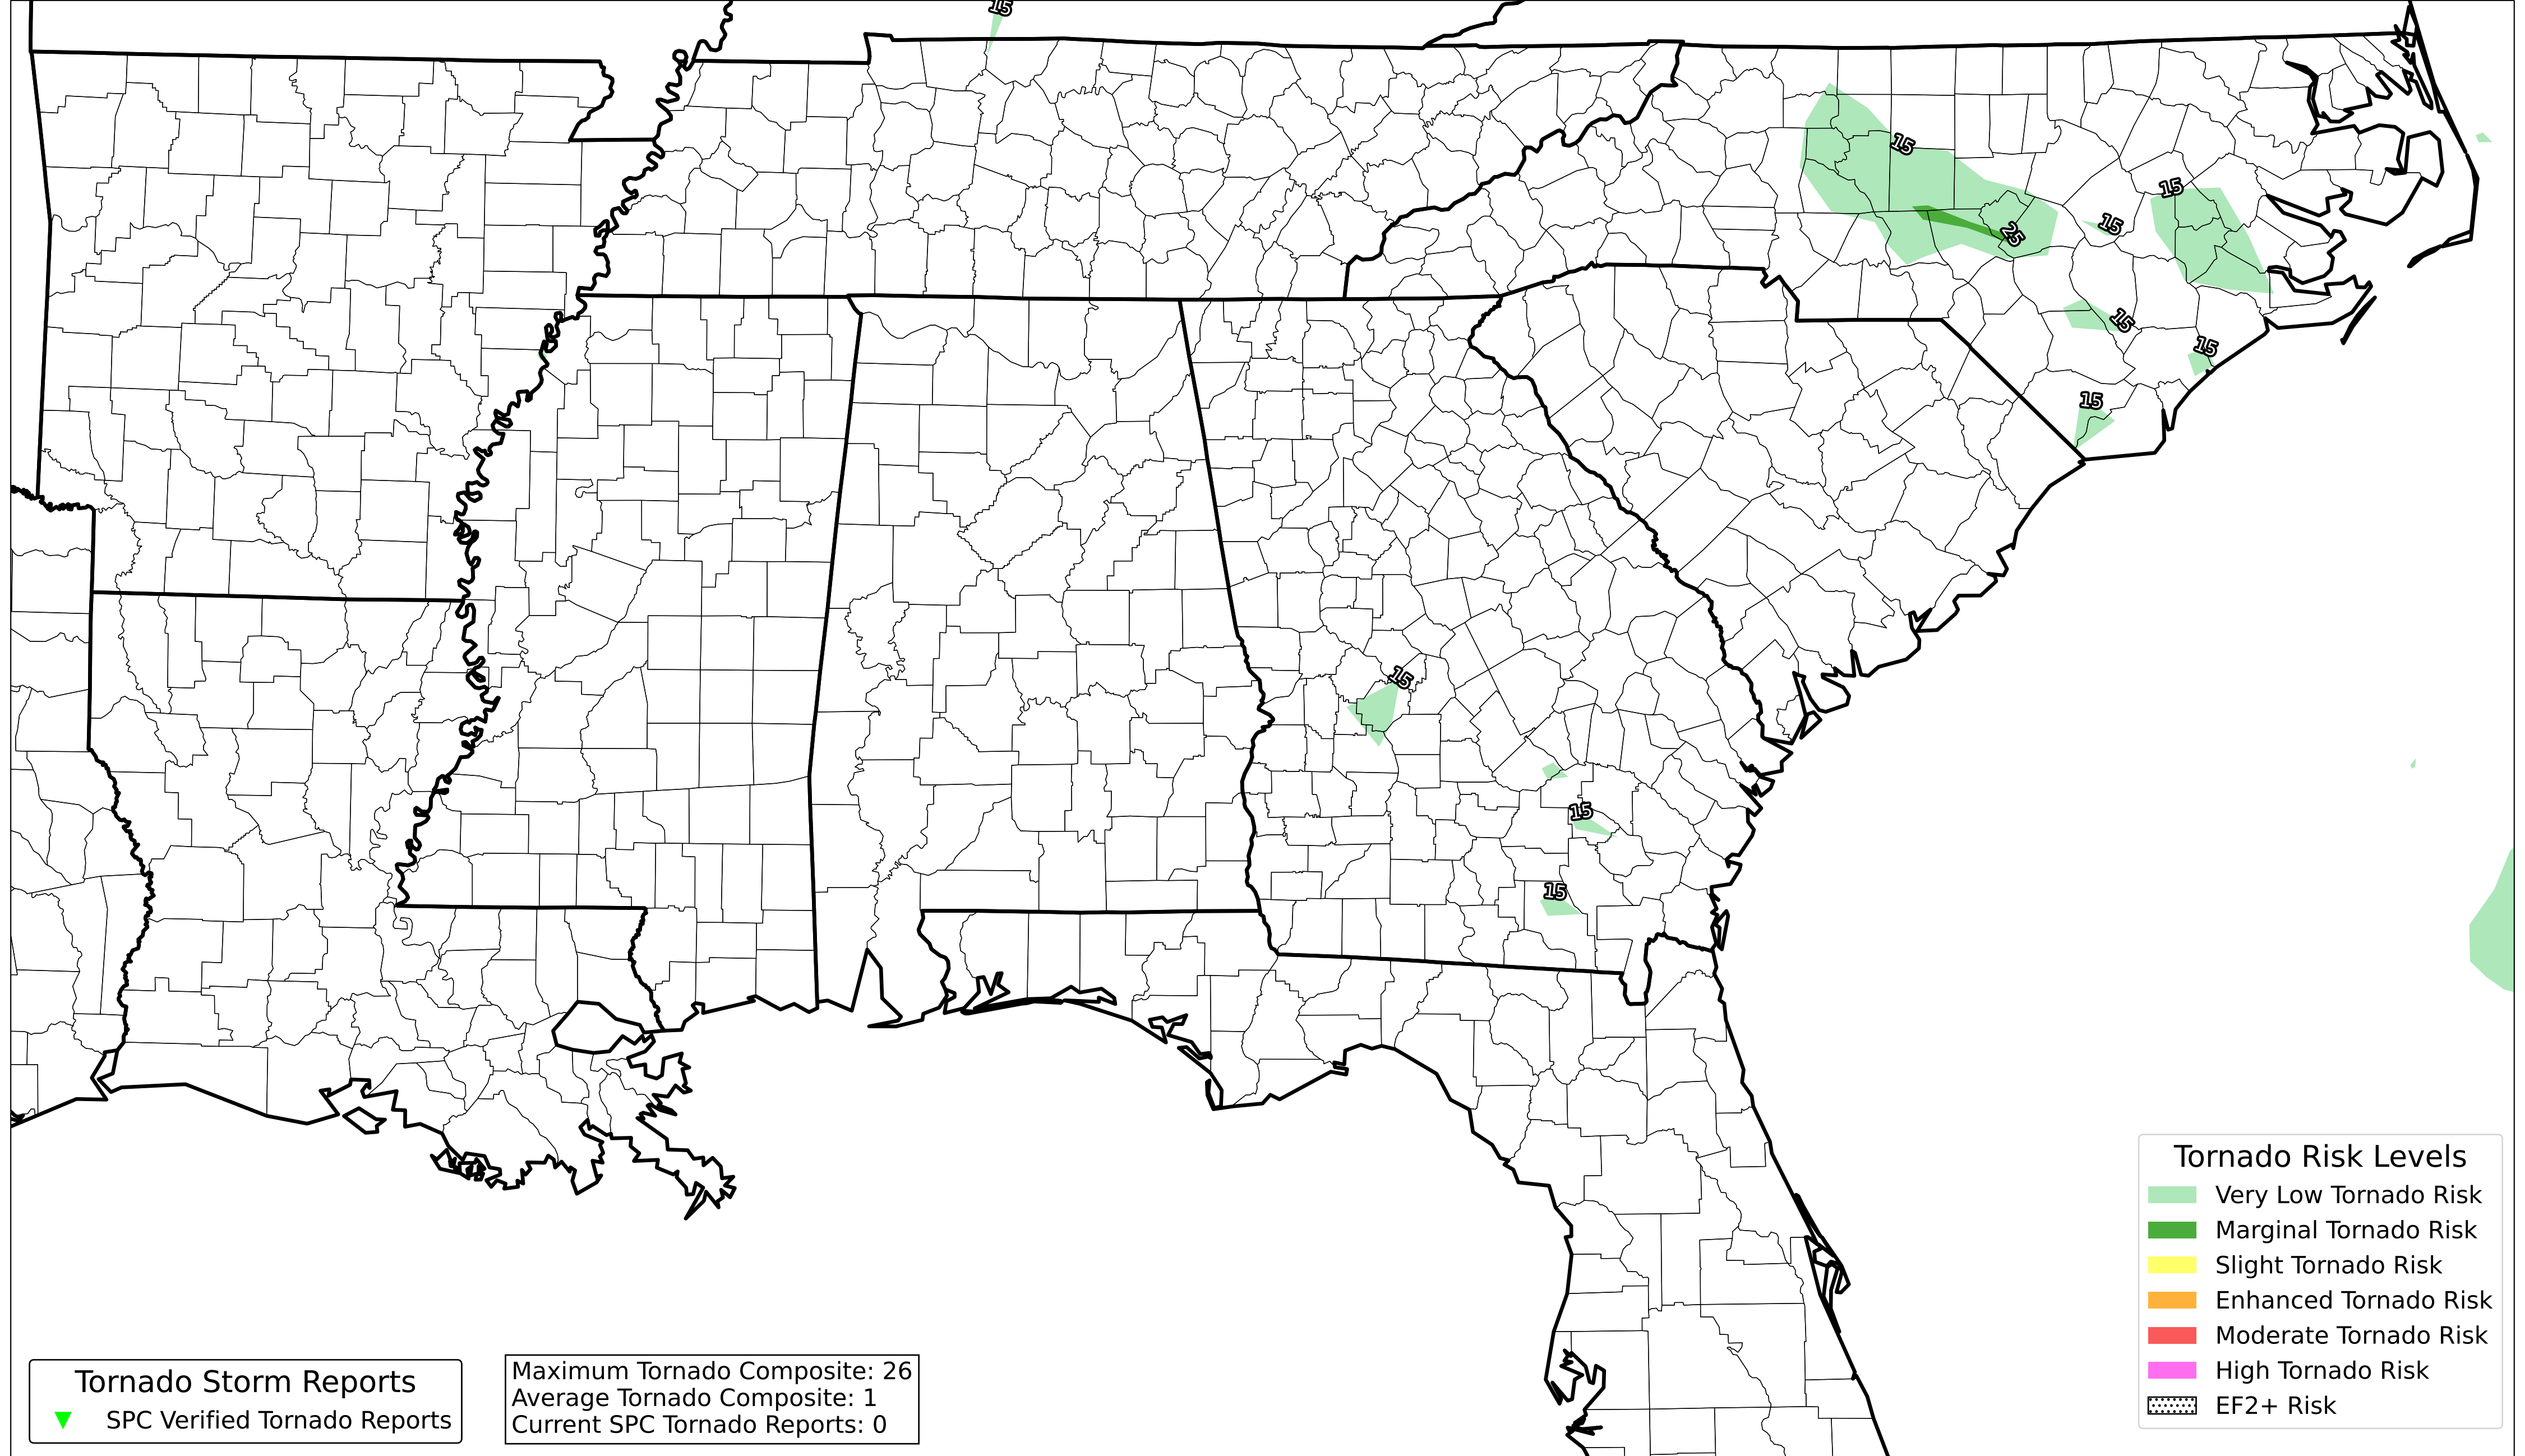 15
15
15
15
25
15
15
15
15
15
15
Tornado Risk Levels
Very Low Tornado Risk
Marginal Tornado Risk
Slight Tornado Risk
Enhanced Tornado Risk
Moderate Tornado Risk
High Tornado Risk
EF2+ Risk
Tornado Storm Reports
SPC Verified Tornado Reports
Maximum Tornado Composite: 26
Average Tornado Composite: 1
Current SPC Tornado Reports: 0